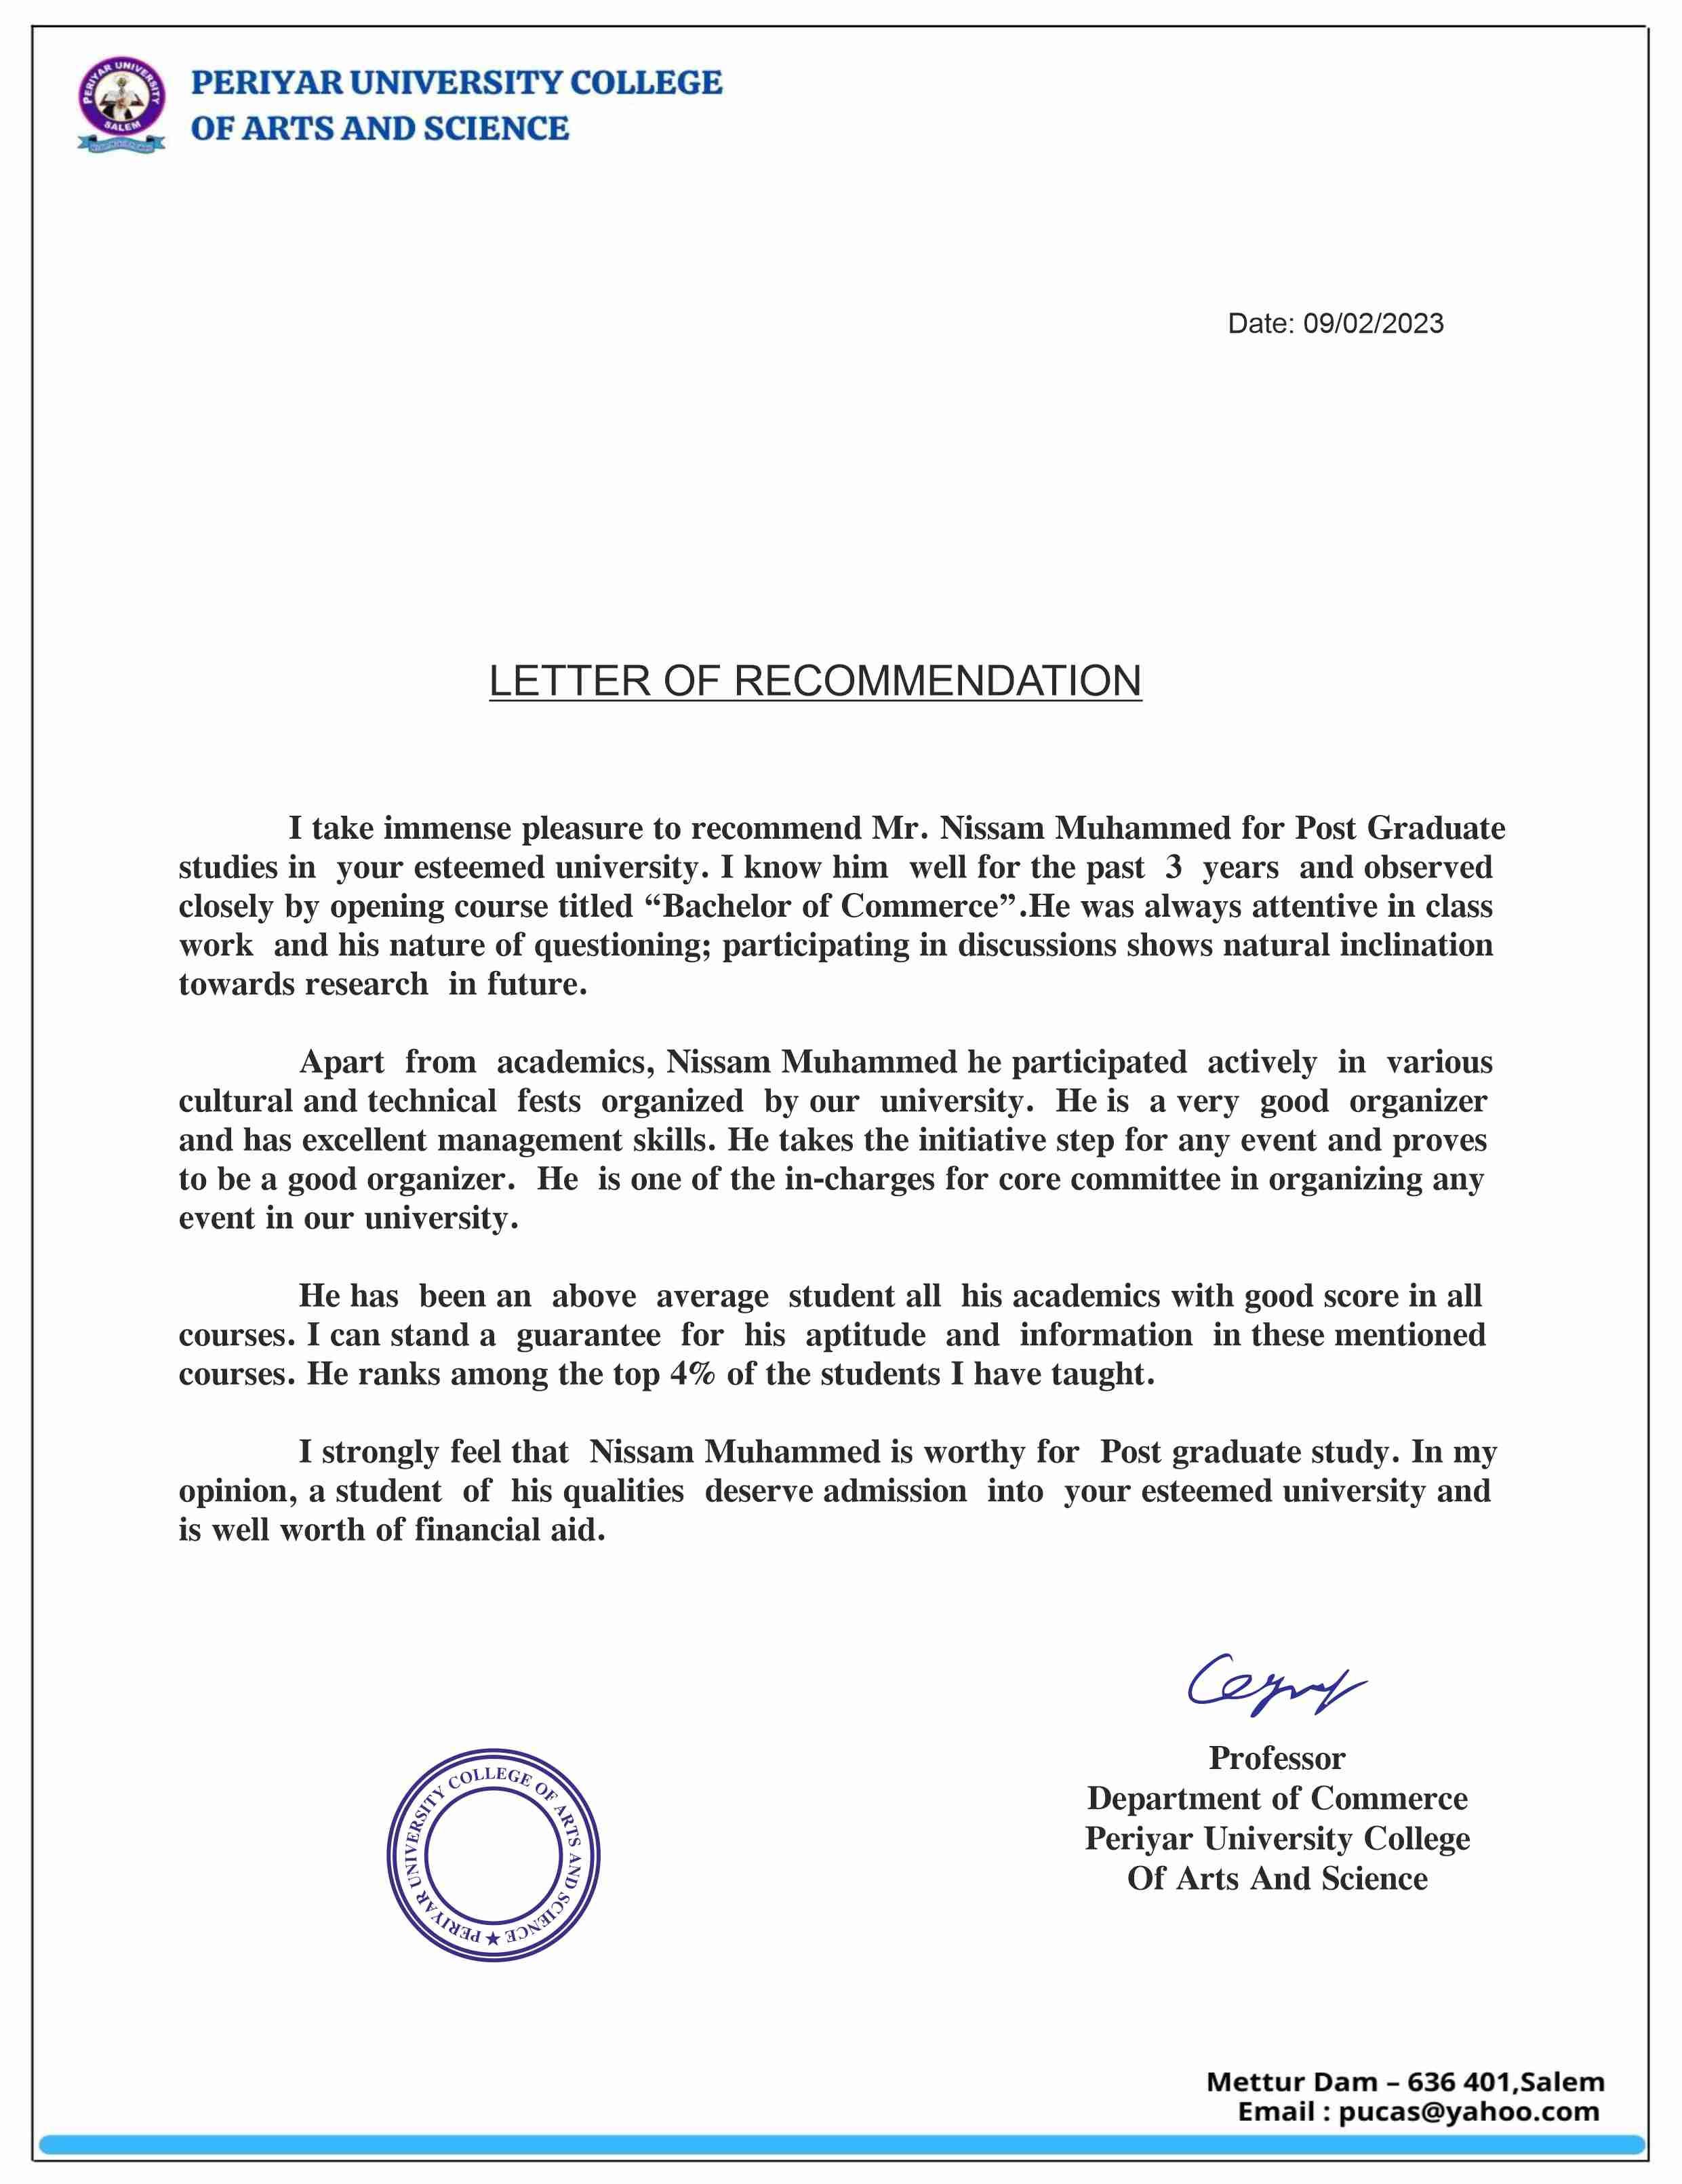 PERIYAR UNIVERSITY
SALEM
PERIYAR UNIVERSITY COLLEGE
OF ARTS AND SCIENCE
Date: 09/02/2023
LETTER OF RECOMMENDATION
I take immense pleasure to recommend Mr. Nissam Muhammed for Post Graduate
studies in your esteemed university. I know him well for the past 3 years and observed
closely by opening course titled “Bachelor of Commerce”.He was always attentive in class
work and his nature of questioning; participating in discussions shows natural inclination
towards research in future.
Apart from academics, Nissam Muhammed he participated actively in various
cultural and technical fests organized by our university. He is a very good organizer
and has excellent management skills. He takes the initiative step for any event and proves
to be a good organizer. He is one of the in-charges for core committee in organizing any
event in our university.
He has been an above average student all his academics with good score in all
courses. I can stand a guarantee for his aptitude and information in these mentioned
courses. He ranks among the top 4% of the students I have taught.
I strongly feel that Nissam Muhammed is worthy for Post graduate study. In my
opinion, a student of his qualities deserve admission into your esteemed university and
is well worth of financial aid.
Professor
Department of Commerce
Periyar University College
Of Arts And Science
PERIYAR UNIVERSITY COLLEGE OF ARTS AND SCIENCE ★
Mettur Dam – 636 401,Salem
Email : pucas@yahoo.com